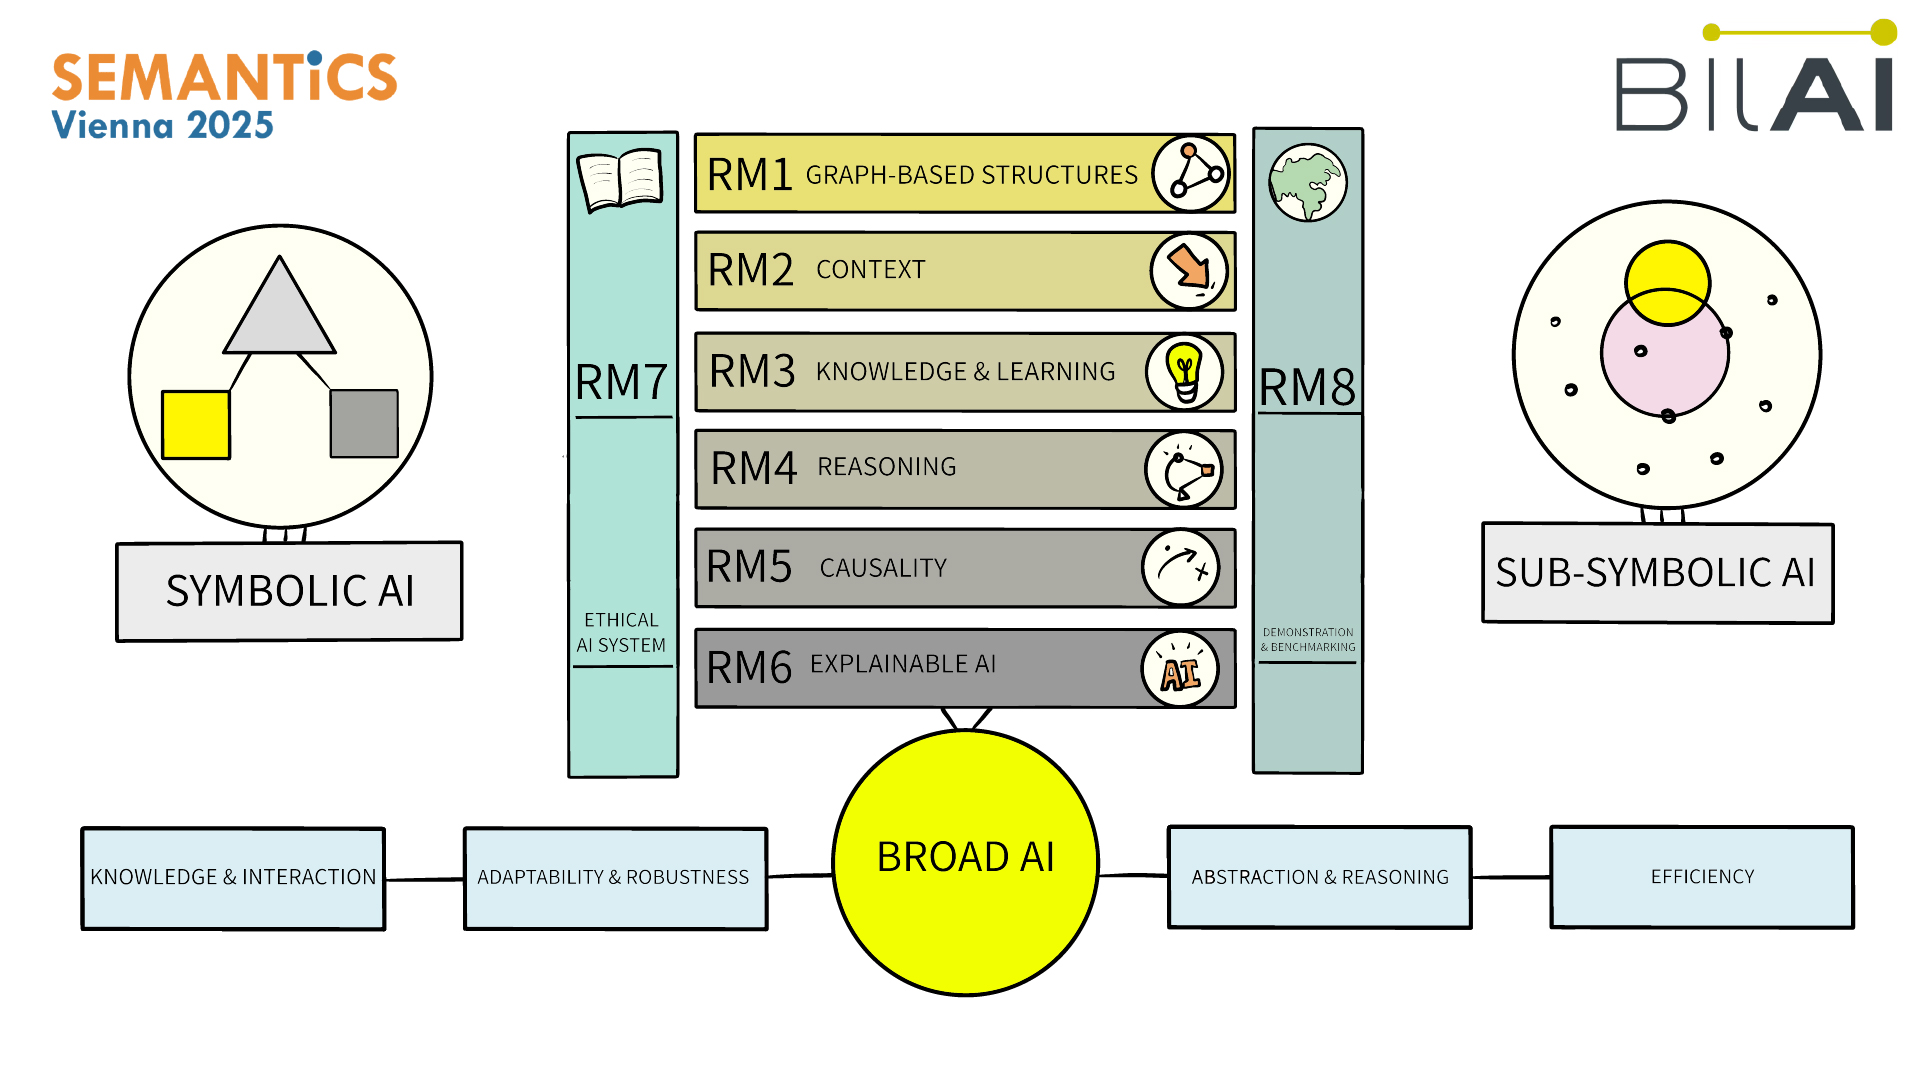 SEMANTiCS
Vienna 2025
BILAI
RM1 GRAPH-BASED STRUCTURES
RM2 CONTEXT
RM3 KNOWLEDGE & LEARNING
RM4 REASONING
RM5 CAUSALITY
RM6 EXPLAINABLE AI
AI
RM7
ETHICAL
AI SYSTEM
RM8
DEMONSTRATION
& BENCHMARKING
SYMBOLIC AI
SUB-SYMBOLIC AI
BROAD AI
KNOWLEDGE & INTERACTION
ADAPTABILITY & ROBUSTNESS
ABSTRACTION & REASONING
EFFICIENCY